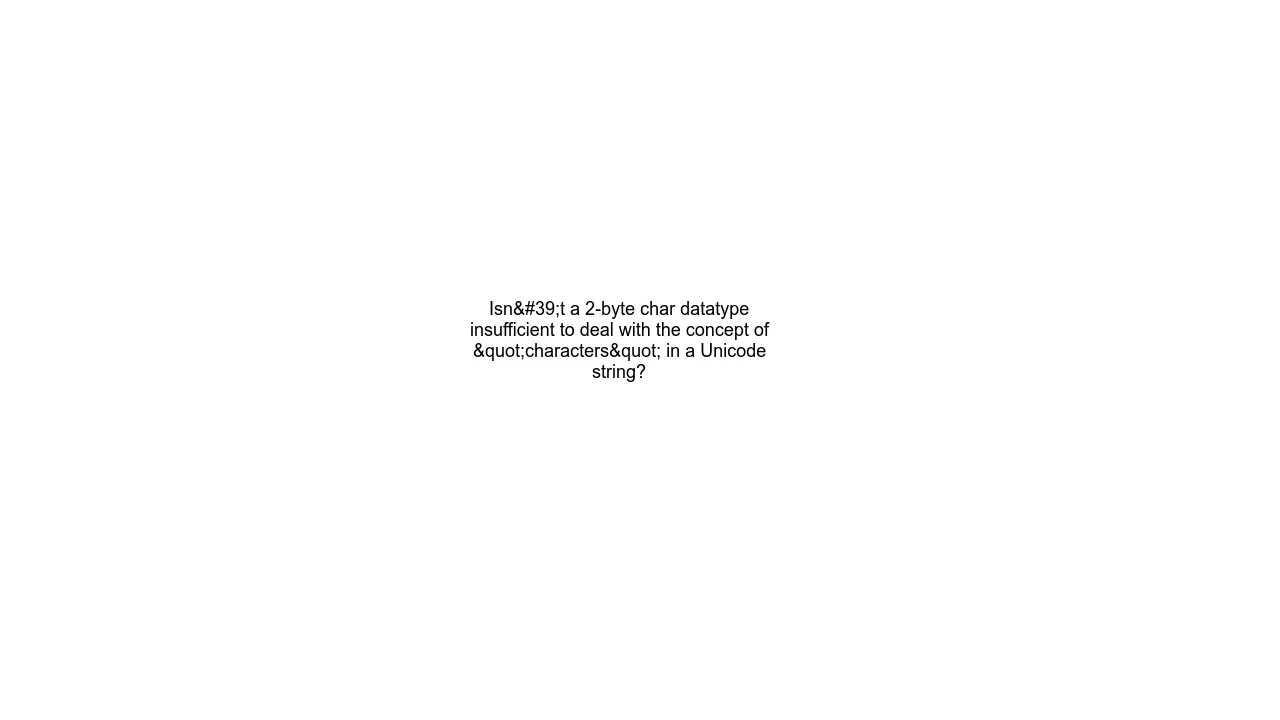 Isn&#39;t a 2-byte char datatype
insufficient to deal with the concept of
&quot;characters&quot; in a Unicode
string?